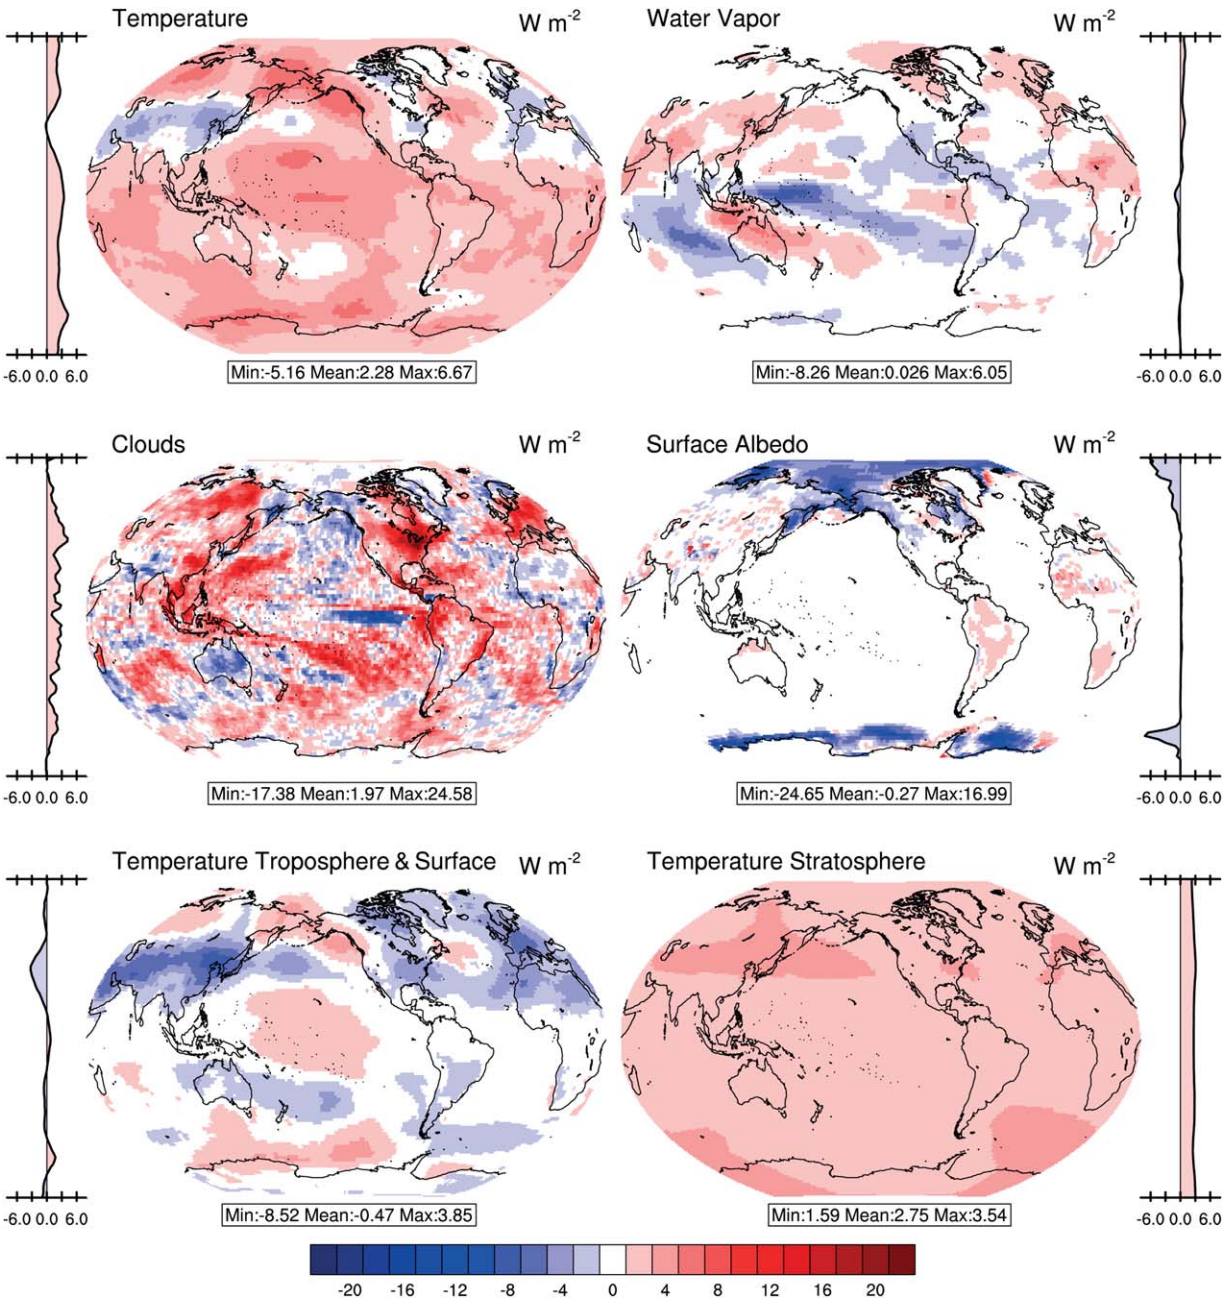 Temperature W m⁻² Water Vapor W m⁻²
-6.0 0.0 6.0 Min:-5.16 Mean:2.28 Max:6.67 Min:-8.26 Mean:0.026 Max:6.05 -6.0 0.0 6.0
Clouds W m⁻² Surface Albedo W m⁻²
-6.0 0.0 6.0 Min:-17.38 Mean:1.97 Max:24.58 Min:-24.65 Mean:-0.27 Max:16.99 -6.0 0.0 6.0
Temperature Troposphere & Surface W m⁻² Temperature Stratosphere W m⁻²
-6.0 0.0 6.0 Min:-8.52 Mean:-0.47 Max:3.85 Min:1.59 Mean:2.75 Max:3.54 -6.0 0.0 6.0
-20 -16 -12 -8 -4 0 4 8 12 16 20